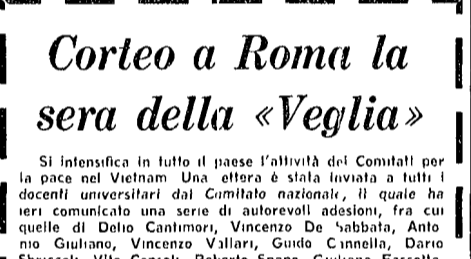 Corteo a Roma la
sera della «Veglia»
Si intensifica in tutto il paese l'attività dei Comitati per
la pace nel Vietnam Una lettera è stata inviata a tutti i
docenti universitari dal Comitato nazionale, il quale ha
ieri comunicato una serie di autorevoli adesioni, fra cui
quelle di Delio Cantimori, Vincenzo De Sabbata, Anto
nio Giuliano, Vincenzo Vallari, Guido Cannella, Dario